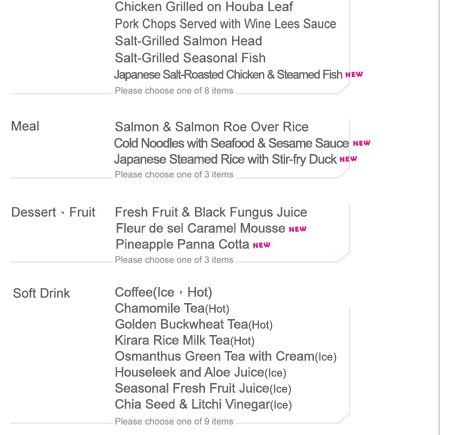 Chicken Grilled on Houba Leaf
Pork Chops Served with Wine Lees Sauce
Salt-Grilled Salmon Head
Salt-Grilled Seasonal Fish
Japanese Salt-Roasted Chicken & Steamed Fish NEW
Please choose one of 8 items
Meal
Salmon & Salmon Roe Over Rice
Cold Noodles with Seafood & Sesame Sauce NEW
Japanese Steamed Rice with Stir-fry Duck NEW
Please choose one of 3 items
Dessert、Fruit
Fresh Fruit & Black Fungus Juice
Fleur de sel Caramel Mousse NEW
Pineapple Panna Cotta NEW
Please choose one of 3 items
Soft Drink
Coffee(Ice，Hot)
Chamomile Tea(Hot)
Golden Buckwheat Tea(Hot)
Kirara Rice Milk Tea(Hot)
Osmanthus Green Tea with Cream(Ice)
Houseleek and Aloe Juice(Ice)
Seasonal Fresh Fruit Juice(Ice)
Chia Seed & Litchi Vinegar(Ice)
Please choose one of 9 items